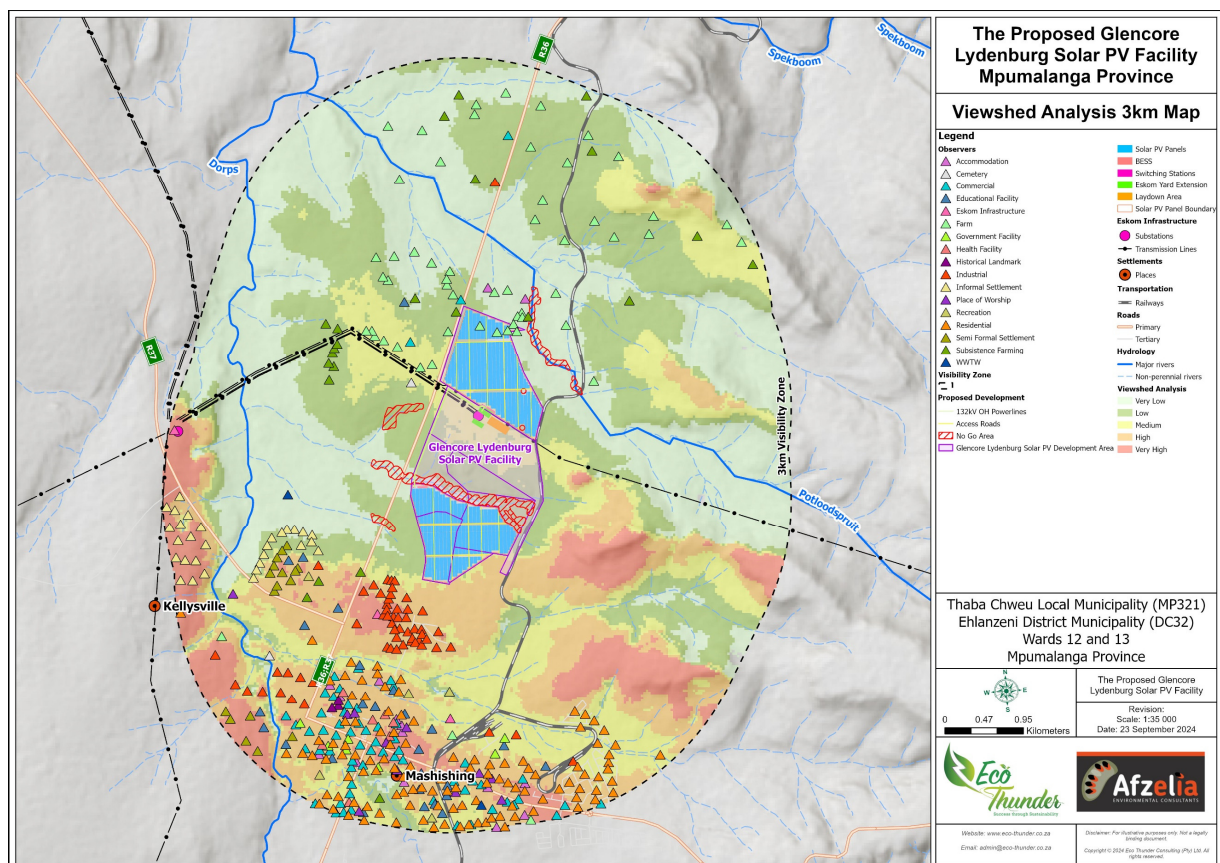 The Proposed Glencore
Lydenburg Solar PV Facility
Mpumalanga Province
Viewshed Analysis 3km Map
Legend
Observers
Accommodation
Cemetery
Commercial
Educational Facility
Eskom Infrastructure
Farm
Government Facility
Health Facility
Historical Landmark
Industrial
Informal Settlement
Place of Worship
Recreation
Residential
Semi Formal Settlement
Subsistence Farming
WWTW
Visibility Zone
Proposed Development
132kV OH Powerlines
Access Roads
No Go Area
Glencore Lydenburg Solar PV Development Area
Solar PV Panels
BESS
Switching Stations
Eskom Yard Extension
Laydown Area
Solar PV Panel Boundary
Eskom Infrastructure
Substations
Transmission Lines
Settlements
Places
Transportation
Railways
Roads
Primary
Tertiary
Hydrology
Major rivers
Non-perennial rivers
Viewshed Analysis
Very Low
Low
Medium
High
Very High
Thaba Chweu Local Municipality (MP321)
Ehlanzeni District Municipality (DC32)
Wards 12 and 13
Mpumalanga Province
N
W E
S
0 0.47 0.95
Kilometers
The Proposed Glencore
Lydenburg Solar PV Facility
Revision:
Scale: 1:35 000
Date: 23 September 2024
Eco
Thunder
Success through Sustainability
Afzelia
ENVIRONMENTAL CONSULTANTS
Website: www.eco-thunder.co.za
Email: admin@eco-thunder.co.za
Disclaimer: For illustrative purposes only. Not a legally
binding document.
Copyright © 2024 Eco Thunder Consulting (Pty) Ltd. All
rights reserved.
R36
Spekboom
Spekboom
Dorps
R37
3km Visibility Zone
Glencore Lydenburg
Solar PV Facility
Potloodspruit
Kellysville
Mashishing